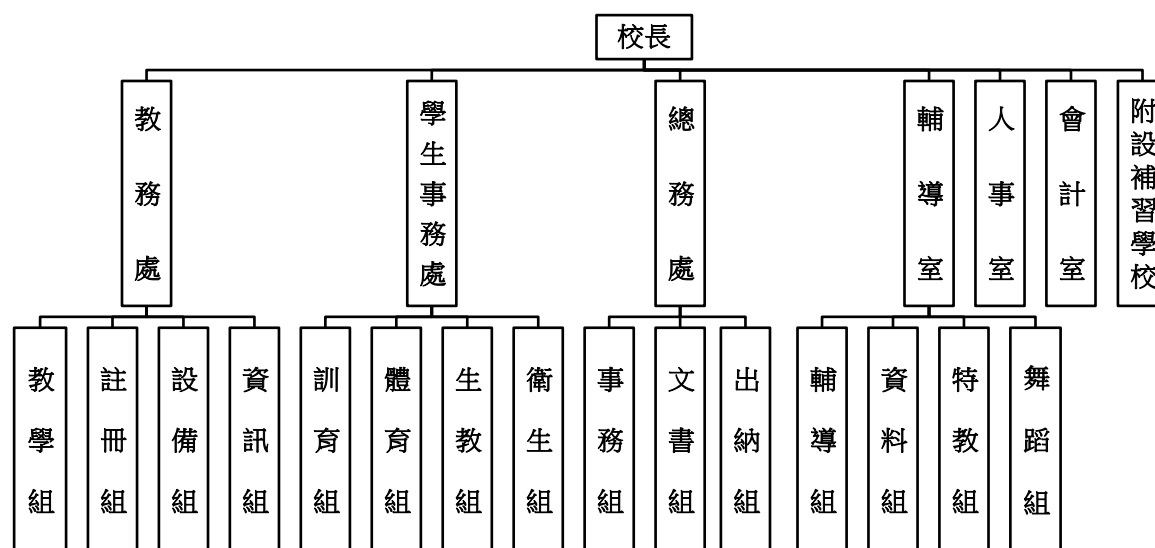 校長
教務處
學生事務處
總務處
輔導室
人事室
會計室
附設補習學校
教學組
註冊組
設備組
資訊組
訓育組
體育組
生教組
衛生組
事務組
文書組
出納組
輔導組
資料組
特教組
舞蹈組